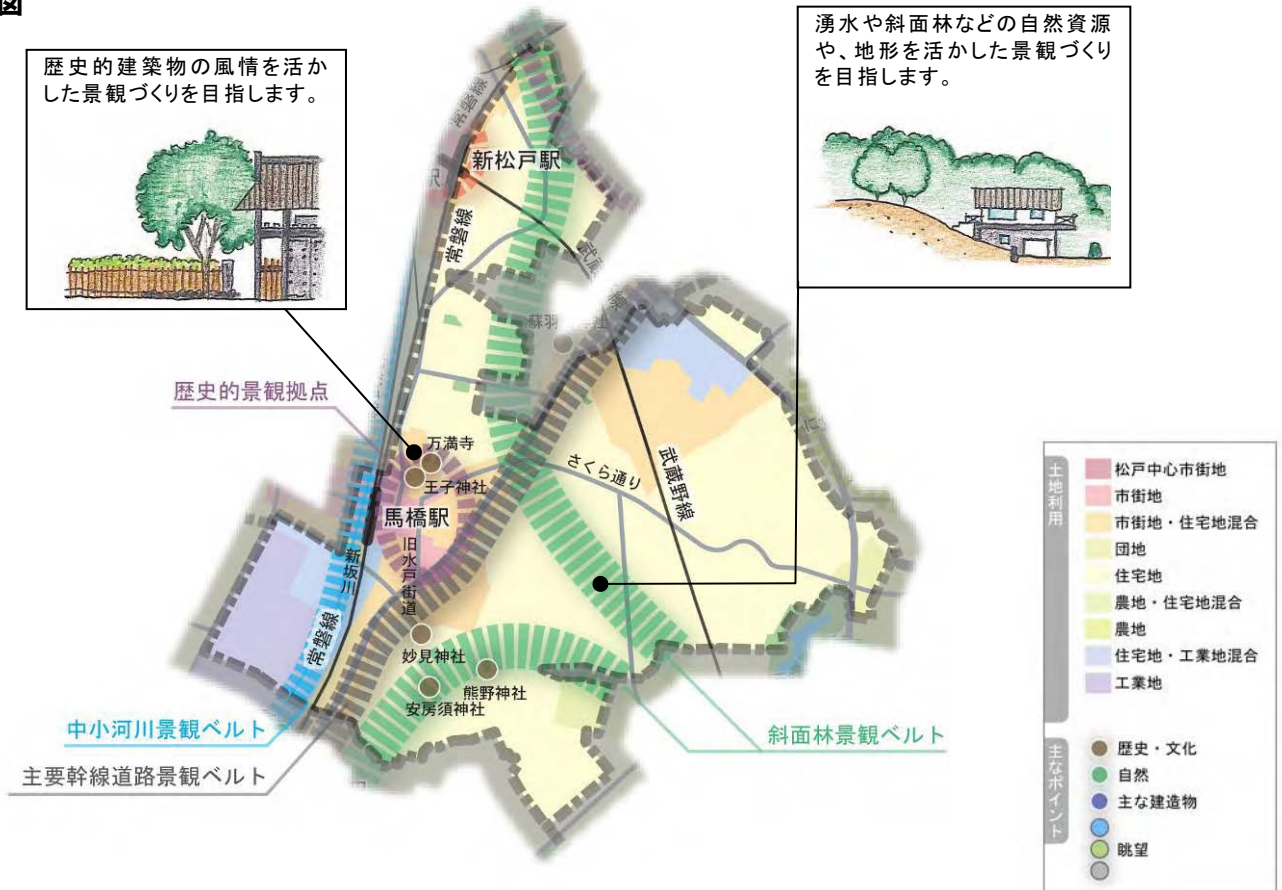 図
歴史的建築物の風情を活か
した景観づくりを目指します。
湧水や斜面林などの自然資源
や、地形を活かした景観づくり
を目指します。
常磐線
新松戸駅
駅
常磐線
武蔵
線
蘇羽
神社
歴史的景観拠点
万満寺
王子神社
さくら通り
武蔵野線
馬橋駅
旧水戸街道
新坂川
常磐線
妙見神社
熊野神社
安房須神社
中小河川景観ベルト
主要幹線道路景観ベルト
斜面林景観ベルト
土地利用
松戸中心市街地
市街地
市街地・住宅地混合
団地
住宅地
農地・住宅地混合
農地
住宅地・工業地混合
工業地
主なポイント
歴史・文化
自然
主な建造物
眺望